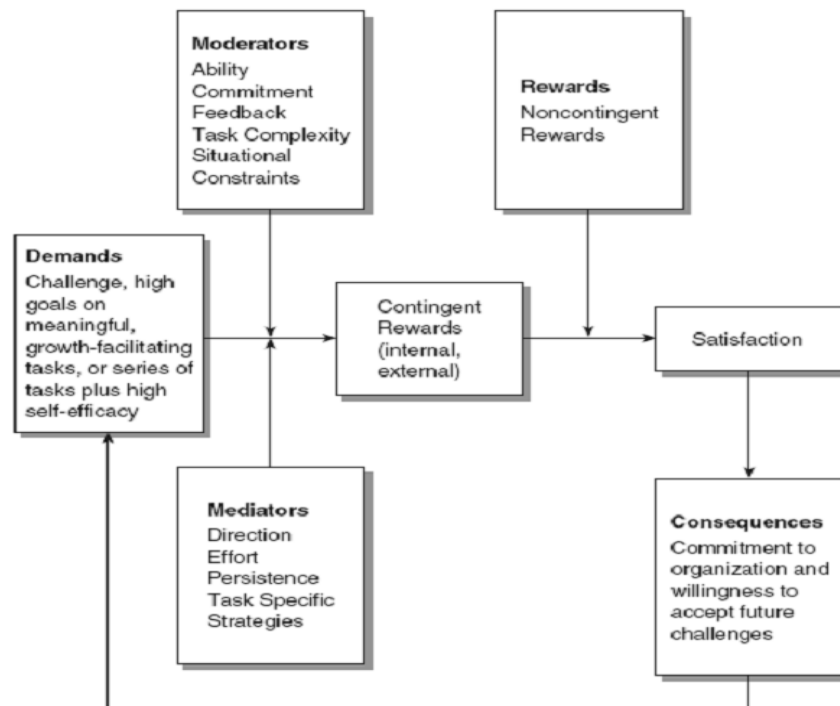 Moderators
Ability
Commitment
Feedback
Task Complexity
Situational
Constraints
Rewards
Noncontingent
Rewards
Demands
Challenge, high
goals on
meaningful,
growth-facilitating
tasks, or series of
tasks plus high
self-efficacy
Contingent
Rewards
(internal,
external)
Satisfaction
Mediators
Direction
Effort
Persistence
Task Specific
Strategies
Consequences
Commitment to
organization and
willingness to
accept future
challenges